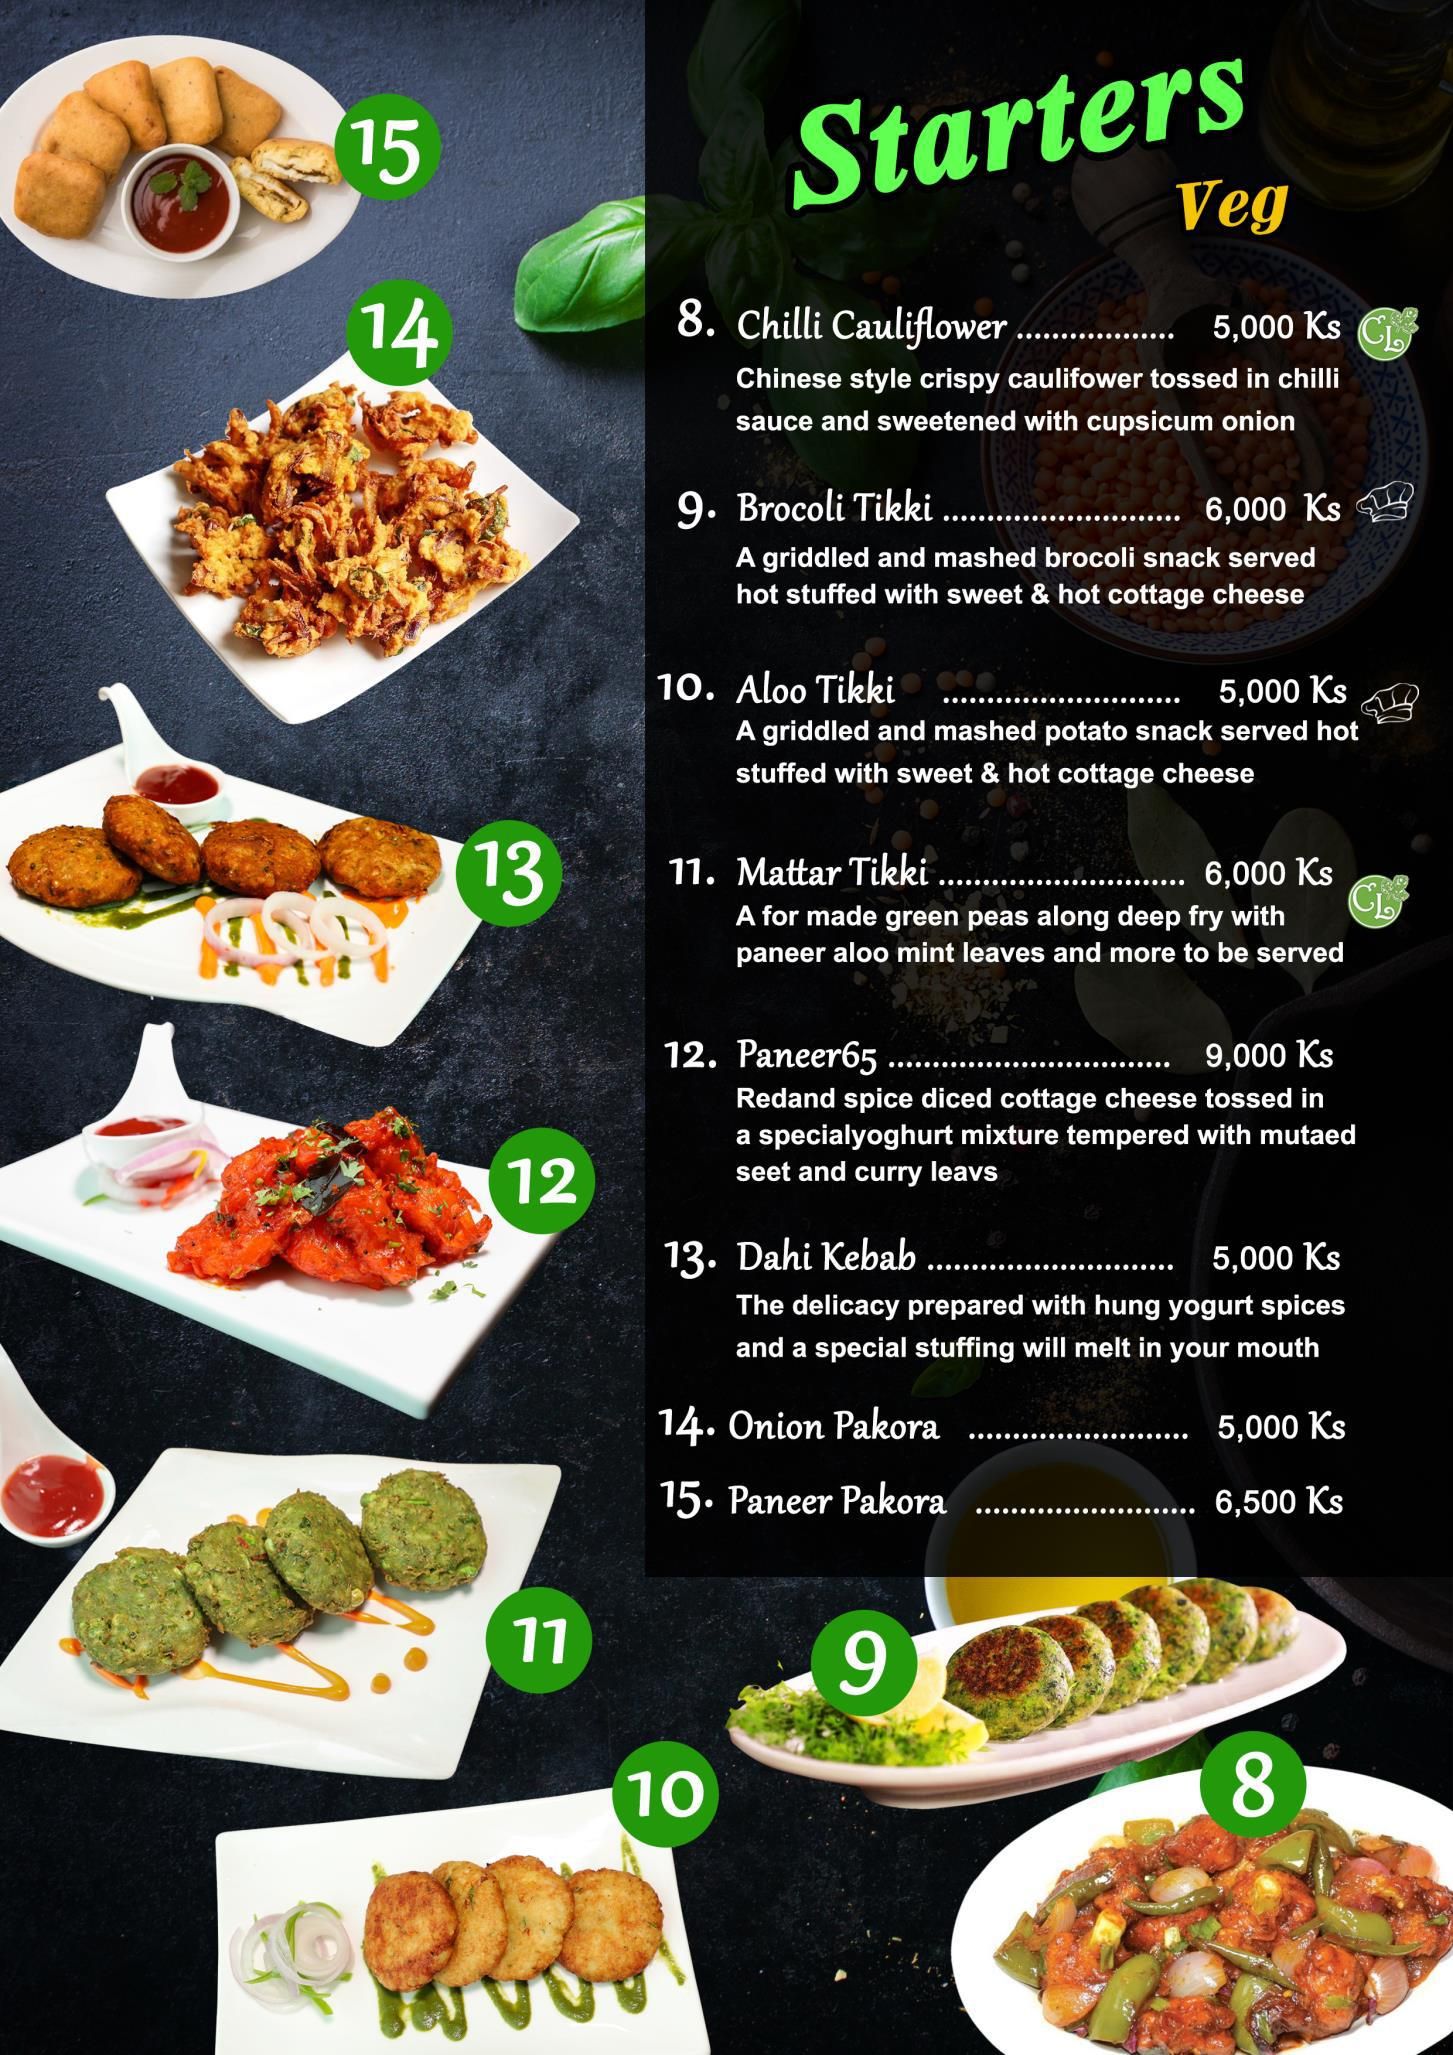 Starters
Veg
8. Chilli Cauliflower .................. 5,000 Ks CL
Chinese style crispy caulifower tossed in chilli
sauce and sweetened with cupsicum onion
9. Brocoli Tikki ........................... 6,000 Ks
A griddled and mashed brocoli snack served
hot stuffed with sweet & hot cottage cheese
10. Aloo Tikki ........................... 5,000 Ks
A griddled and mashed potato snack served hot
stuffed with sweet & hot cottage cheese
11. Mattar Tikki ............................ 6,000 Ks CL
A for made green peas along deep fry with
paneer aloo mint leaves and more to be served
12. Paneer65 ................................ 9,000 Ks
Redand spice diced cottage cheese tossed in
a specialyoghurt mixture tempered with mutaed
seet and curry leavs
13. Dahi Kebab ............................ 5,000 Ks
The delicacy prepared with hung yogurt spices
and a special stuffing will melt in your mouth
14. Onion Pakora ......................... 5,000 Ks
15. Paneer Pakora ......................... 6,500 Ks
15
14
13
12
11
10
9
8